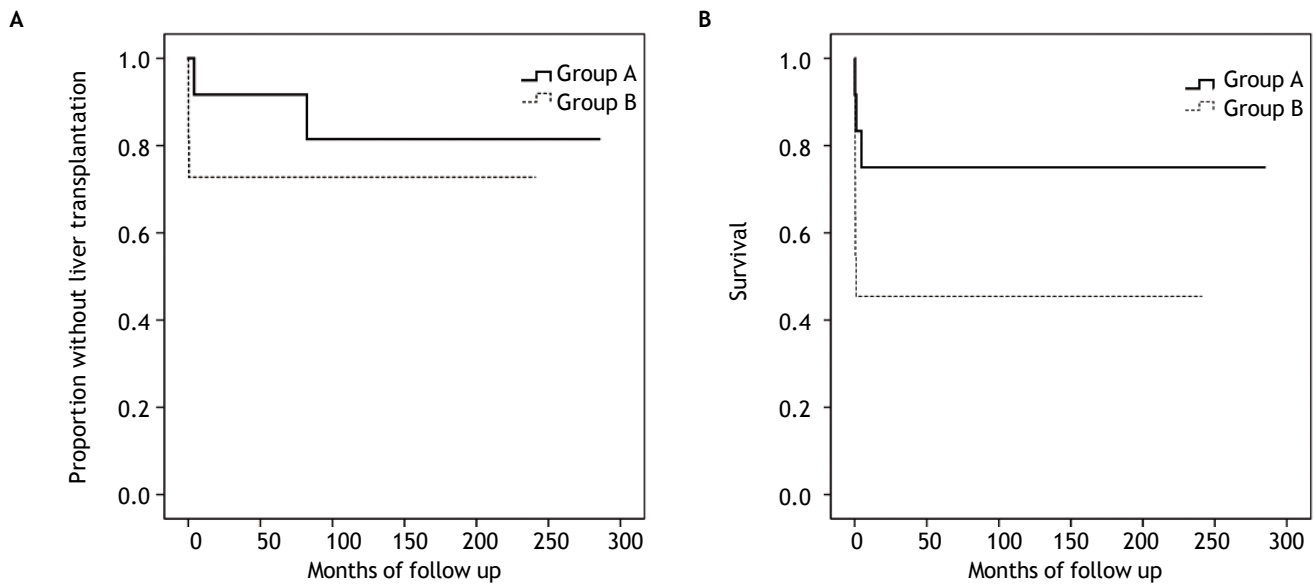 A
Proportion without liver transplantation
1.0
0.8
0.6
0.4
0.2
0.0
Group A
Group B
0 50 100 150 200 250 300
Months of follow up
B
Survival
1.0
0.8
0.6
0.4
0.2
0.0
Group A
Group B
0 50 100 150 200 250 300
Months of follow up